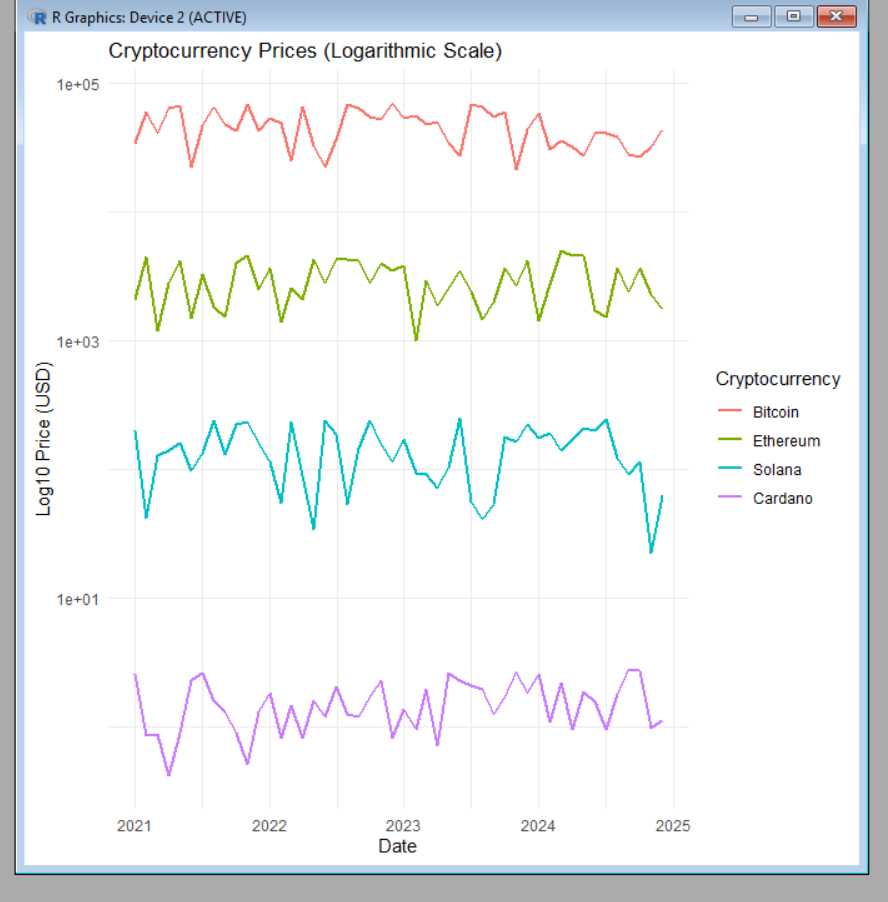 R Graphics: Device 2 (ACTIVE)
Cryptocurrency Prices (Logarithmic Scale)
1e+05
1e+03
1e+01
Log10 Price (USD)
2021 2022 2023 2024 2025
Date
Cryptocurrency
Bitcoin
Ethereum
Solana
Cardano